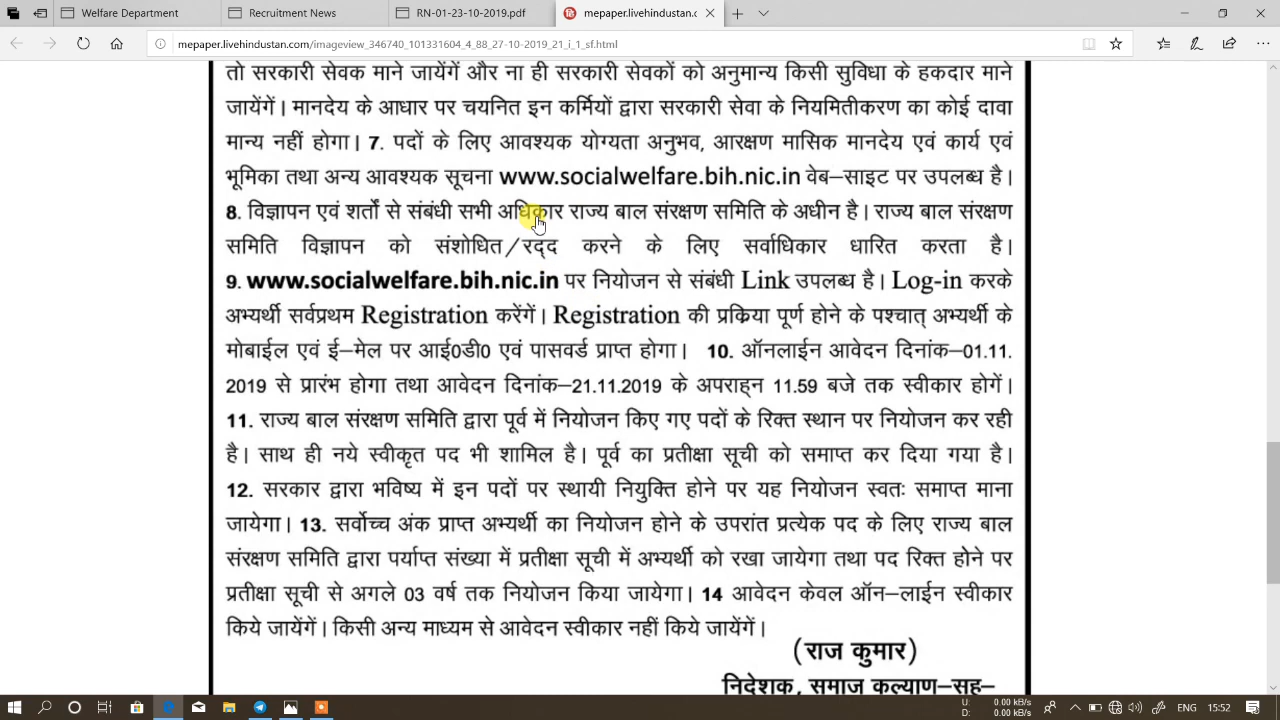 Welfare Department
Recruitment News
RN-01-23-10-2019.pdf
mepaper.livehindustan.c
mepaper.livehindustan.com/imageview_346740_101331604_4_88_27-10-2019_21_i_1_sf.html
तो सरकारी सेवक माने जायेंगें और ना ही सरकारी सेवकों को अनुमान्य किसी सुविधा के हकदार माने
जायेंगें। मानदेय के आधार पर चयनित इन कर्मियों द्वारा सरकारी सेवा के नियमितीकरण का कोई दावा
मान्य नहीं होगा। 7. पदों के लिए आवश्यक योग्यता अनुभव, आरक्षण मासिक मानदेय एवं कार्य एवं
भूमिका तथा अन्य आवश्यक सूचना www.socialwelfare.bih.nic.in वेब–साइट पर उपलब्ध है।
8. विज्ञापन एवं शर्तों से संबंधी सभी अधिकार राज्य बाल संरक्षण समिति के अधीन है। राज्य बाल संरक्षण
समिति विज्ञापन को संशोधित/रद्द करने के लिए सर्वाधिकार धारित करता है।
9. www.socialwelfare.bih.nic.in पर नियोजन से संबंधी Link उपलब्ध है। Log-in करके
अभ्यर्थी सर्वप्रथम Registration करेंगें। Registration की प्रक्रिया पूर्ण होने के पश्चात् अभ्यर्थी के
मोबाईल एवं ई–मेल पर आई0डी0 एवं पासवर्ड प्राप्त होगा। 10. ऑनलाईन आवेदन दिनांक–01.11.
2019 से प्रारंभ होगा तथा आवेदन दिनांक–21.11.2019 के अपराह्न 11.59 बजे तक स्वीकार होगें।
11. राज्य बाल संरक्षण समिति द्वारा पूर्व में नियोजन किए गए पदों के रिक्त स्थान पर नियोजन कर रही
है। साथ ही नये स्वीकृत पद भी शामिल है। पूर्व का प्रतीक्षा सूची को समाप्त कर दिया गया है।
12. सरकार द्वारा भविष्य में इन पदों पर स्थायी नियुक्ति होने पर यह नियोजन स्वतः समाप्त माना
जायेगा। 13. सर्वोच्च अंक प्राप्त अभ्यर्थी का नियोजन होने के उपरांत प्रत्येक पद के लिए राज्य बाल
संरक्षण समिति द्वारा पर्याप्त संख्या में प्रतीक्षा सूची में अभ्यर्थी को रखा जायेगा तथा पद रिक्त होने पर
प्रतीक्षा सूची से अगले 03 वर्ष तक नियोजन किया जायेगा। 14 आवेदन केवल ऑन–लाईन स्वीकार
किये जायेंगें। किसी अन्य माध्यम से आवेदन स्वीकार नहीं किये जायेंगें।
(राज कुमार)
निदेशक, समाज कल्याण–सह–
U: 0.00 kB/s
D: 0.00 kB/s
ENG 15:52